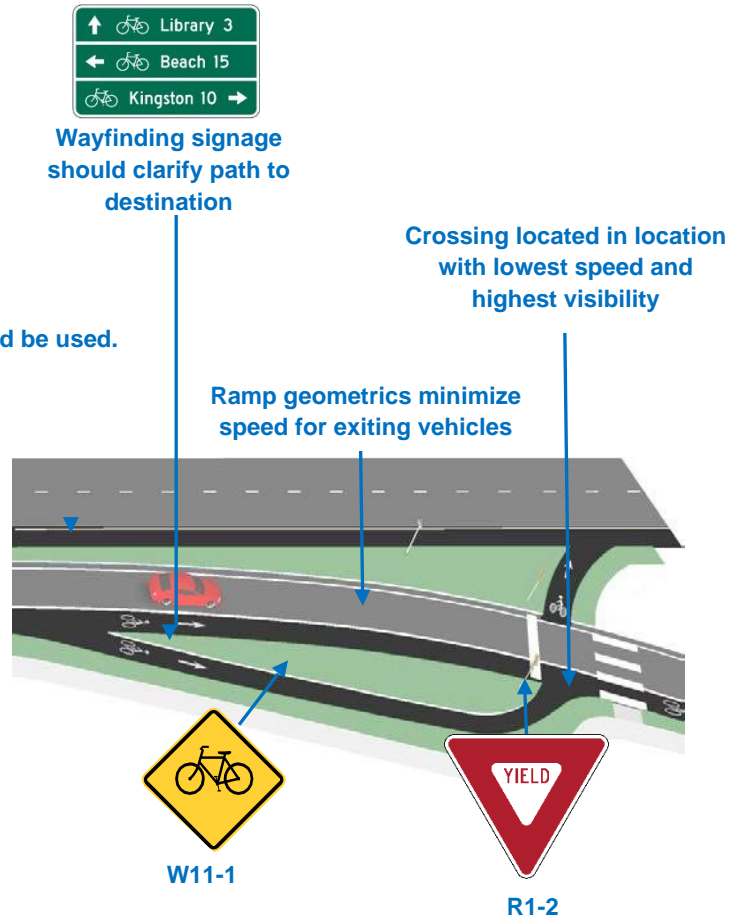 Library 3
Beach 15
Kingston 10
Wayfinding signage
should clarify path to
destination
Crossing located in location
with lowest speed and
highest visibility
d be used.
Ramp geometrics minimize
speed for exiting vehicles
YIELD
W11-1
R1-2